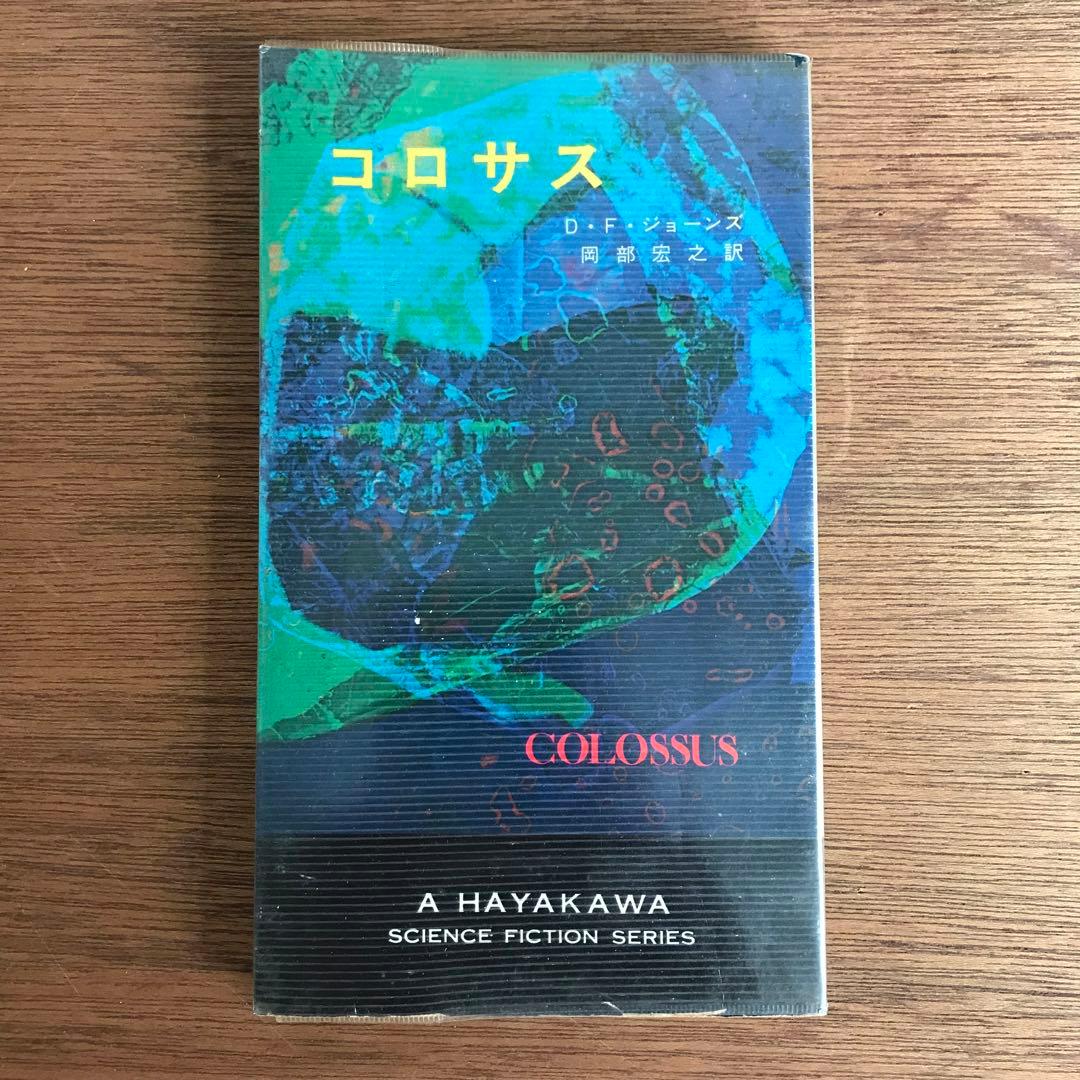 コロサス
D・F・ジョーンズ
岡部宏之訳
COLOSSUS
A HAYAKAWA
SCIENCE FICTION SERIES